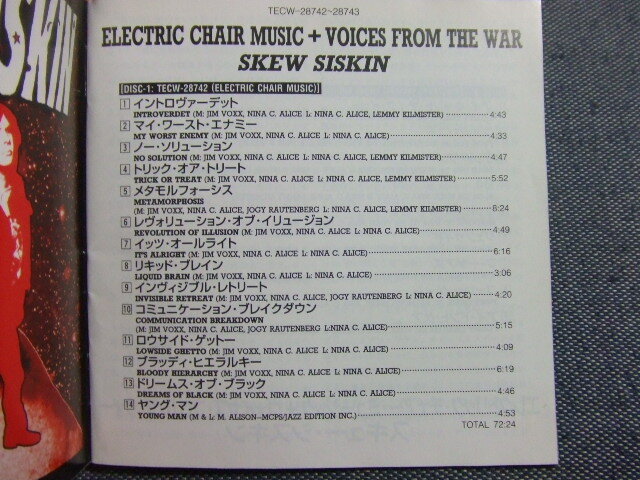 SKIN
TECW-28742~28743
ELECTRIC CHAIR MUSIC + VOICES FROM THE WAR
SKEW SISKIN
[DISC-1: TECW-28742 (ELECTRIC CHAIR MUSIC)]
1 イントロヴァーデット
INTROVERDET (M: JIM VOXX, NINA C. ALICE L: NINA C. ALICE, LEMMY KILMISTER) 4:43
2 マイ・ワースト・エナミー
MY WORST ENEMY (M: JIM VOXX, NINA C. ALICE L: NINA C. ALICE) 4:33
3 ノー・ソリューション
NO SOLUTION (M: JIM VOXX, NINA C. ALICE L: NINA C. ALICE, LEMMY KILMISTER) 4:47
4 トリック・オア・トリート
TRICK OR TREAT (M: JIM VOXX, NINA C. ALICE L: NINA C. ALICE, LEMMY KILMISTER) 5:52
5 メタモルフォーシス
METAMORPHOSIS
(M: JIM VOXX, NINA C. ALICE, JOGY RAUTENBERG L: NINA C. ALICE, LEMMY KILMISTER) 8:24
6 レヴォリューション・オブ・イリュージョン
REVOLUTION OF ILLUSION (M: JIM VOXX, NINA C. ALICE L: NINA C. ALICE) 4:49
7 イッツ・オールライト
IT'S ALRIGHT (M: JIM VOXX, NINA C. ALICE L: NINA C. ALICE) 6:16
8 リキッド・ブレイン
LIQUID BRAIN (M: JIM VOXX, NINA C. ALICE L: NINA C. ALICE) 3:06
9 インヴィジブル・レトリート
INVISIBLE RETREAT (M: JIM VOXX, NINA C. ALICE, JOGY RAUTENBERG L: NINA C. ALICE) 4:20
10 コミュニケーション・ブレイクダウン
COMMUNICATION BREAKDOWN
(M: JIM VOXX, NINA C. ALICE, JOGY RAUTENBERG L:NINA C. ALICE) 5:15
11 ロウサイド・ゲットー
LOWSIDE GHETTO (M: JIM VOXX, NINA C. ALICE L: NINA C. ALICE) 4:09
12 ブラッディ・ヒエラルキー
BLOODY HIERARCHY (M: JIM VOXX, NINA C. ALICE L: NINA C. ALICE) 6:19
13 ドリームス・オブ・ブラック
DREAMS OF BLACK (M: JIM VOXX, NINA C. ALICE L: NINA C. ALICE) 4:46
14 ヤング・マン
YOUNG MAN (M & L: M. ALISON–MCPS/JAZZ EDITION INC.) 4:53
TOTAL 72:24